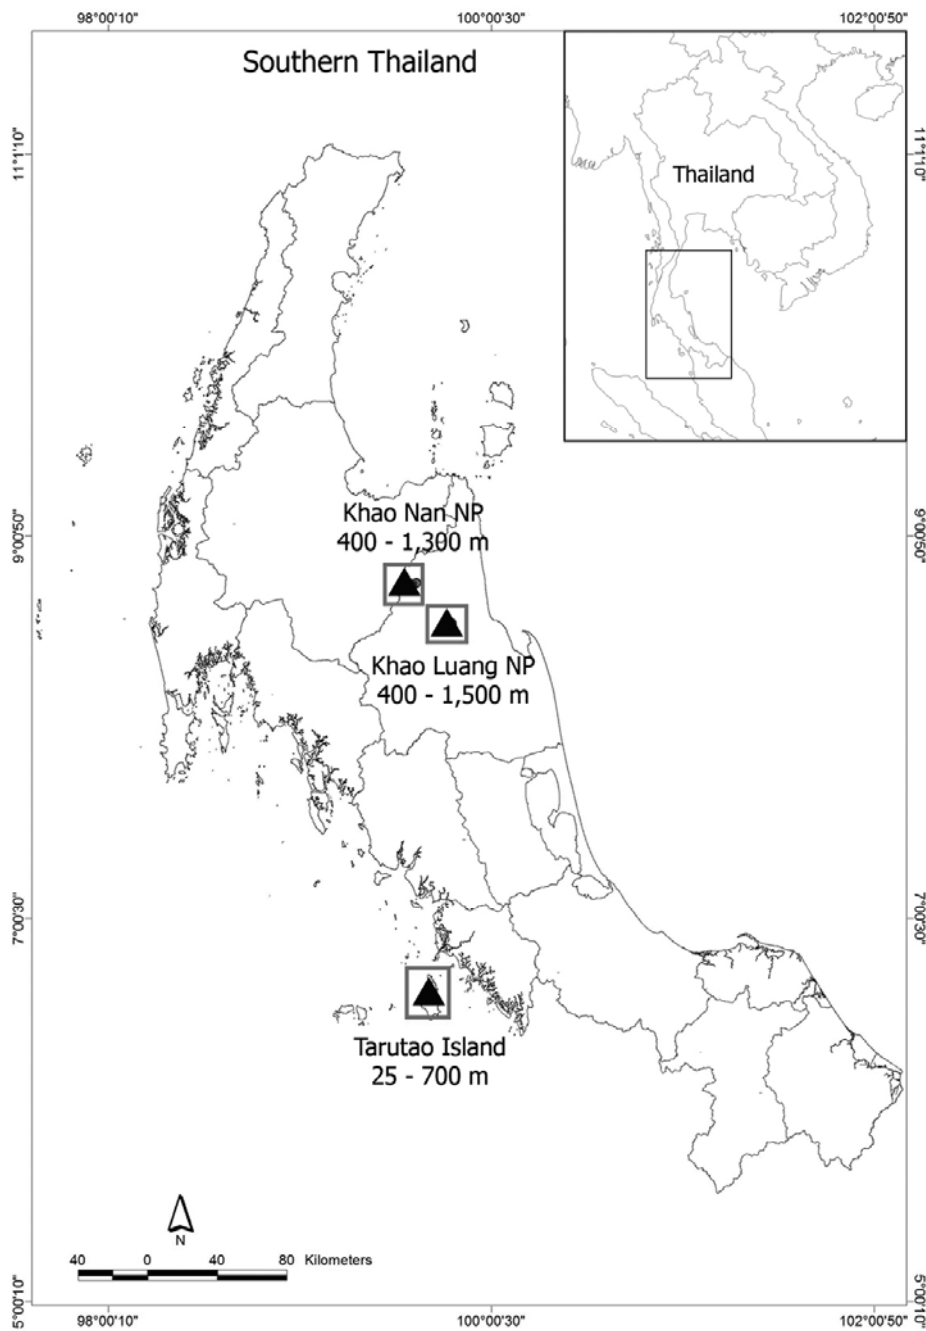 98°00'10"
100°00'30"
102°00'50"
Southern Thailand
11°1'10"
11°1'10"
Thailand
Khao Nan NP
400 - 1,300 m
9°00'50"
9°00'50"
Khao Luang NP
400 - 1,500 m
7°00'30"
7°00'30"
Tarutao Island
25 - 700 m
N
40 0 40 80 Kilometers
5°00'10"
5°00'10"
98°00'10"
100°00'30"
102°00'50"